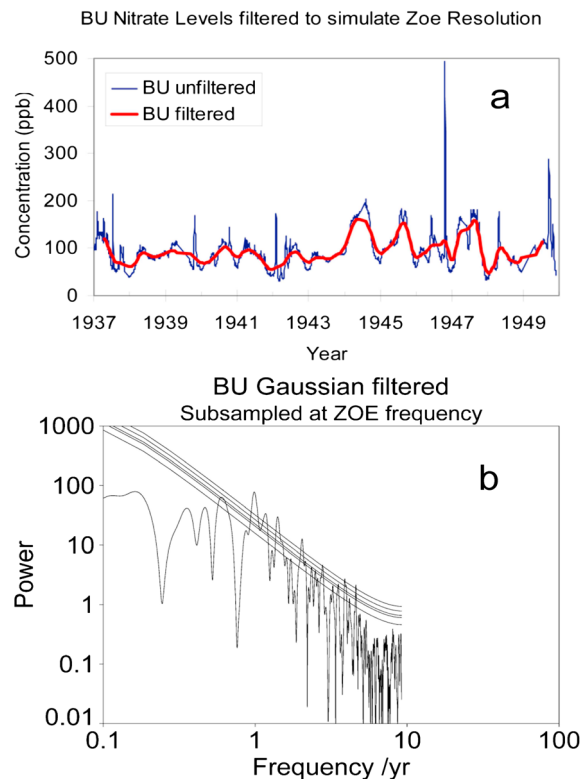 BU Nitrate Levels filtered to simulate Zoe Resolution
500
400
300
200
100
0
Concentration (ppb)
BU unfiltered
BU filtered
a
1937 1939 1941 1943 1945 1947 1949
Year
BU Gaussian filtered
Subsampled at ZOE frequency
1000
100
10
1
0.1
0.01
Power
b
0.1 1 10 100
Frequency /yr